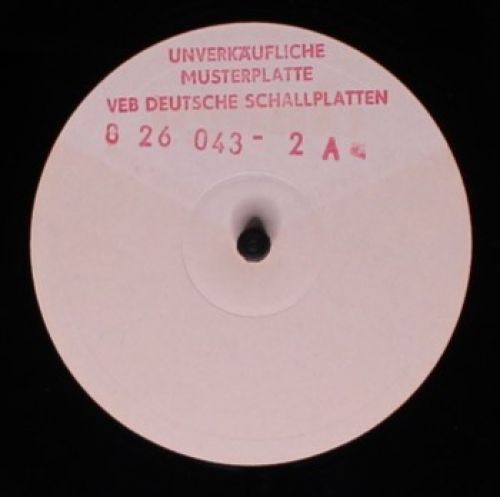 UNVERKÄUFLICHE
MUSTERPLATTE
VEB DEUTSCHE SCHALLPLATTEN
8 26 043 - 2 A